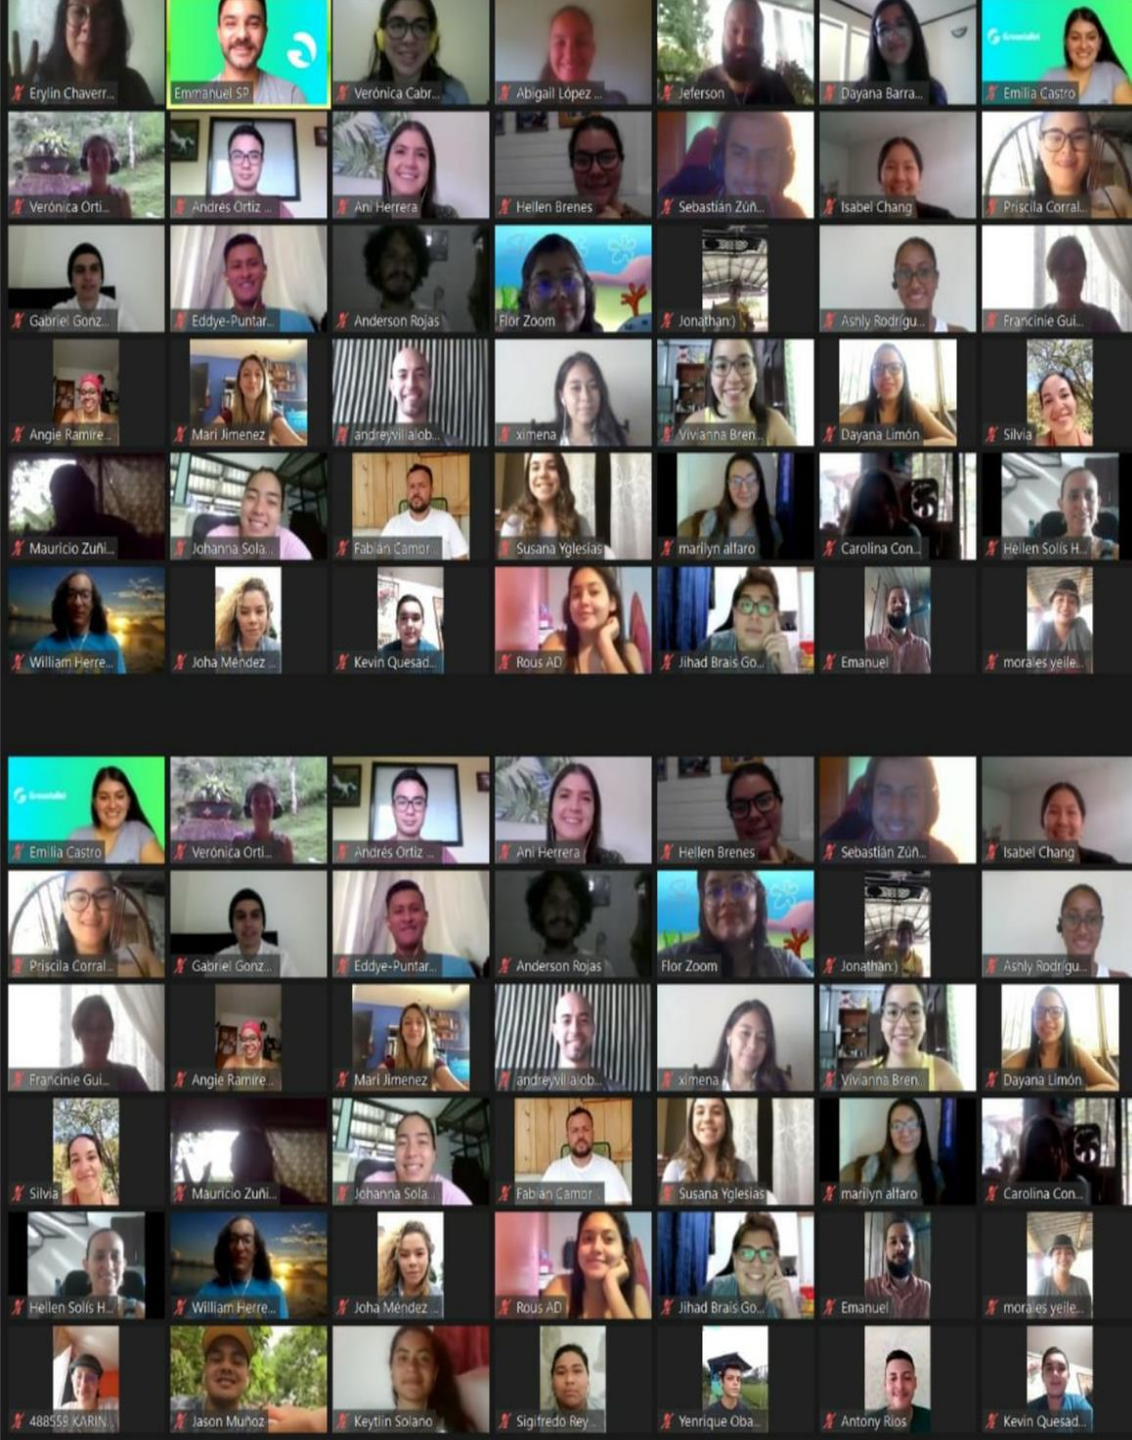 Erylin Chaverr...
Emmanuel SP
Verónica Cabr...
Abigail López ...
Jeferson
Dayana Barra...
Greenwallet
Emilia Castro
Verónica Orti...
Andrés Ortiz ...
Ani Herrera
Hellen Brenes
Sebastián Zúñ...
Isabel Chang
Priscila Corral...
Gabriel Gonz...
Eddye-Puntar...
Anderson Rojas
Flor Zoom
Jonathan:)
Ashly Rodrígu...
Francinie Gui...
Angie Ramíre...
Mari Jimenez
andreyvillalob...
ximena
Vivianna Bren...
Dayana Limón
Silvia
Mauricio Zuñi...
Johanna Sola...
Fabián Camor...
Susana Yglesias
marilyn alfaro
Carolina Con...
Hellen Solís H...
William Herre...
Joha Méndez ...
Kevin Quesad...
Rous AD
Jihad Brais Go...
Emanuel
morales yeile...
Emilia Castro
Verónica Orti...
Andrés Ortiz ...
Ani Herrera
Hellen Brenes
Sebastián Zúñ...
Isabel Chang
Priscila Corral...
Gabriel Gonz...
Eddye-Puntar...
Anderson Rojas
Flor Zoom
Jonathan:)
Ashly Rodrígu...
Francinie Gui...
Angie Ramíre...
Mari Jimenez
andreyvillalob...
ximena
Vivianna Bren...
Dayana Limón
Silvia
Mauricio Zuñi...
Johanna Sola...
Fabián Camor...
Susana Yglesias
marilyn alfaro
Carolina Con...
Hellen Solís H...
William Herre...
Joha Méndez ...
Rous AD
Jihad Brais Go...
Emanuel
morales yeile...
488559 KARIN...
Jason Muñoz
Keytlin Solano
Sigifredo Rey...
Yenrique Oba...
Antony Rios
Kevin Quesad...